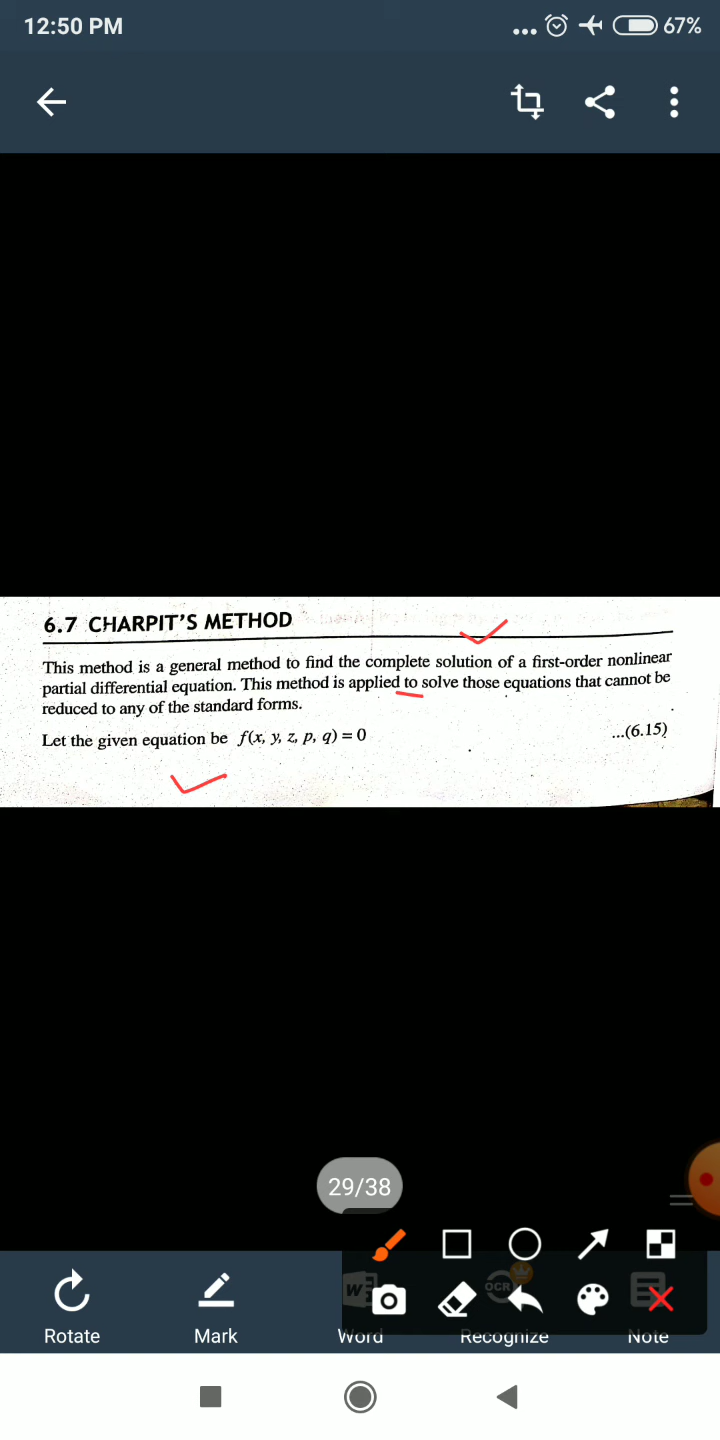 12:50 PM
67%
6.7 CHARPIT'S METHOD
This method is a general method to find the complete solution of a first-order nonlinear
partial differential equation. This method is applied to solve those equations that cannot be
reduced to any of the standard forms.
Let the given equation be f(x, y, z, p, q) = 0 ...(6.15)
29/38
W
OCR
Rotate
Mark
Word
Recognize
Note